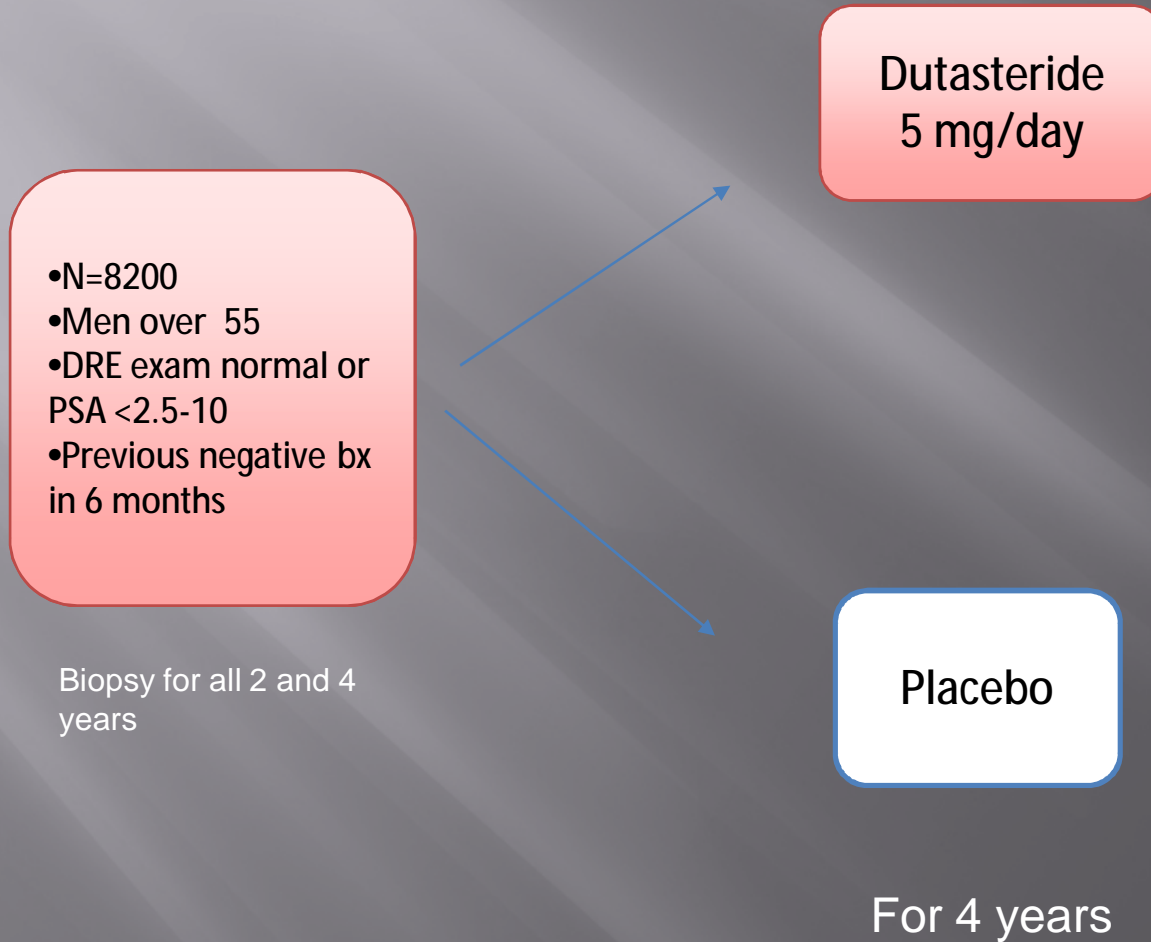 Dutasteride
5 mg/day
•N=8200
•Men over 55
•DRE exam normal or
PSA <2.5-10
•Previous negative bx
in 6 months
Biopsy for all 2 and 4
years
Placebo
For 4 years